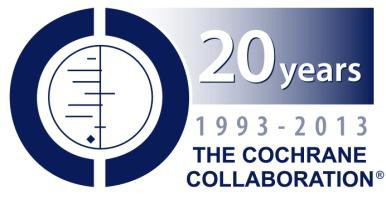 20 years
1993-2013
THE COCHRANE
COLLABORATION®